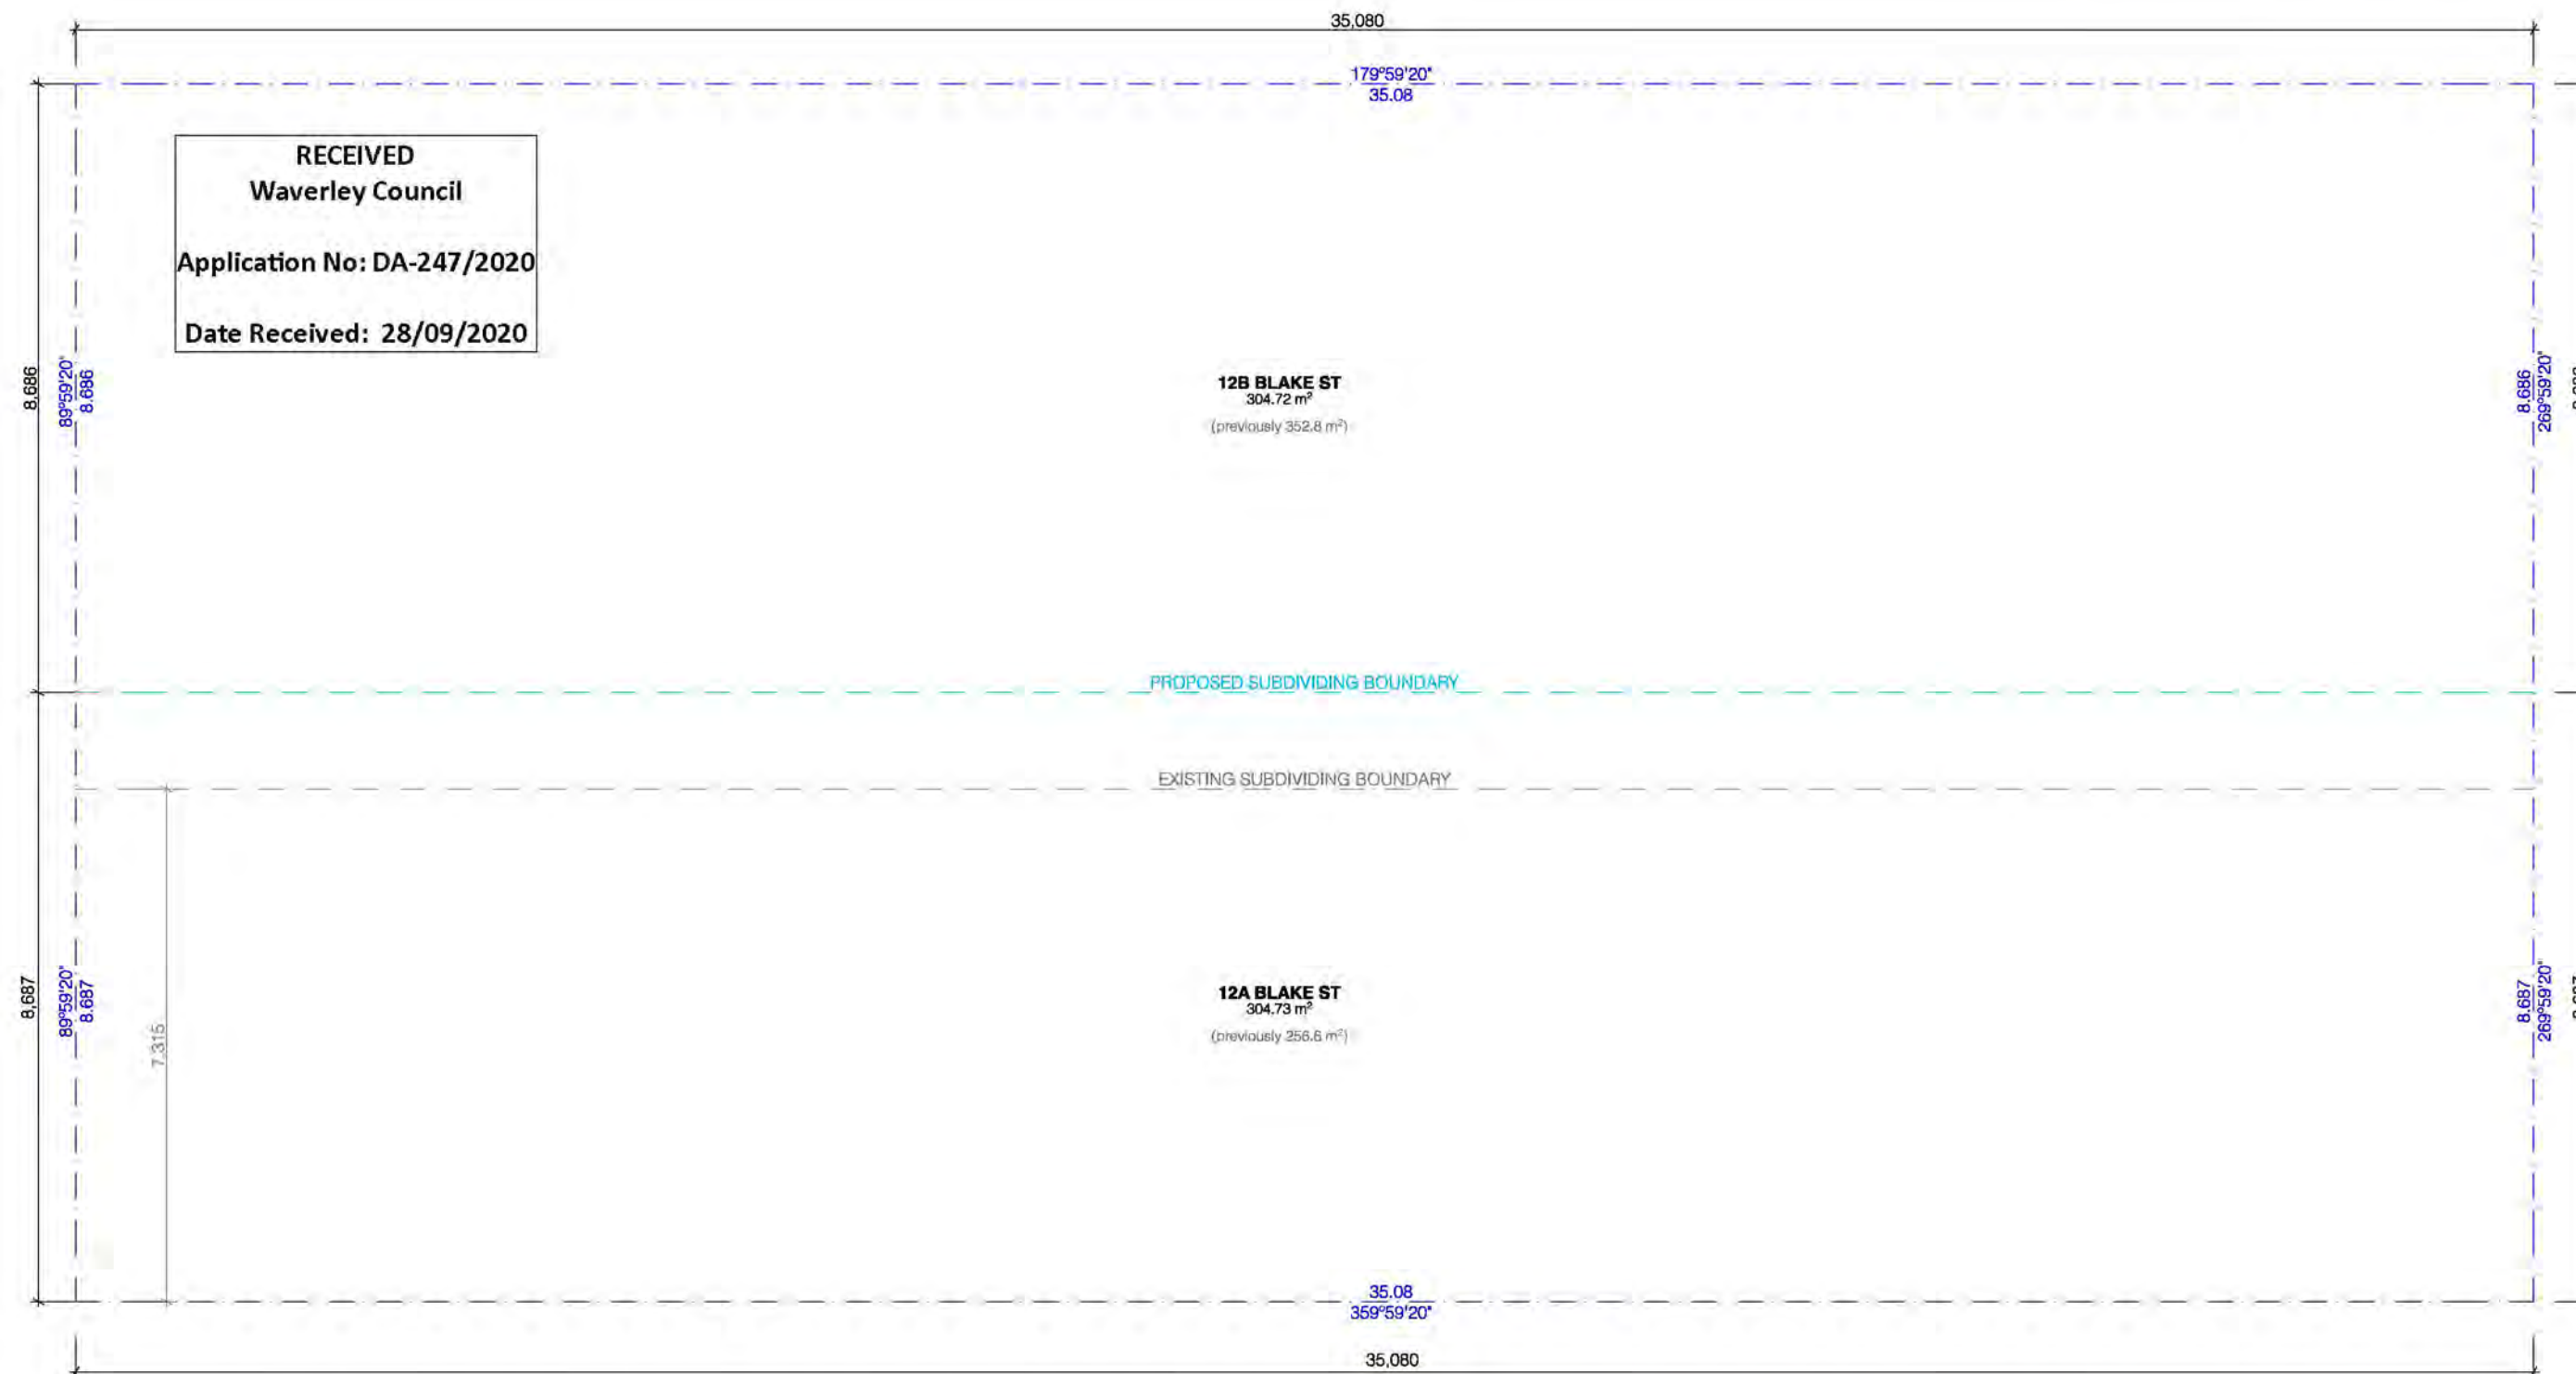 35,080
179°59'20"
35.08
RECEIVED
Waverley Council
Application No: DA-247/2020
Date Received: 28/09/2020
8,686
89°59'20"
8.686
12B BLAKE ST
304.72 m²
(previously 352.8 m²)
8.686
269°59'20"
PROPOSED SUBDIVIDING BOUNDARY
EXISTING SUBDIVIDING BOUNDARY
8,687
89°59'20"
8.687
7,315
12A BLAKE ST
304.73 m²
(previously 256.6 m²)
8.687
269°59'20"
35.08
359°59'20"
35,080